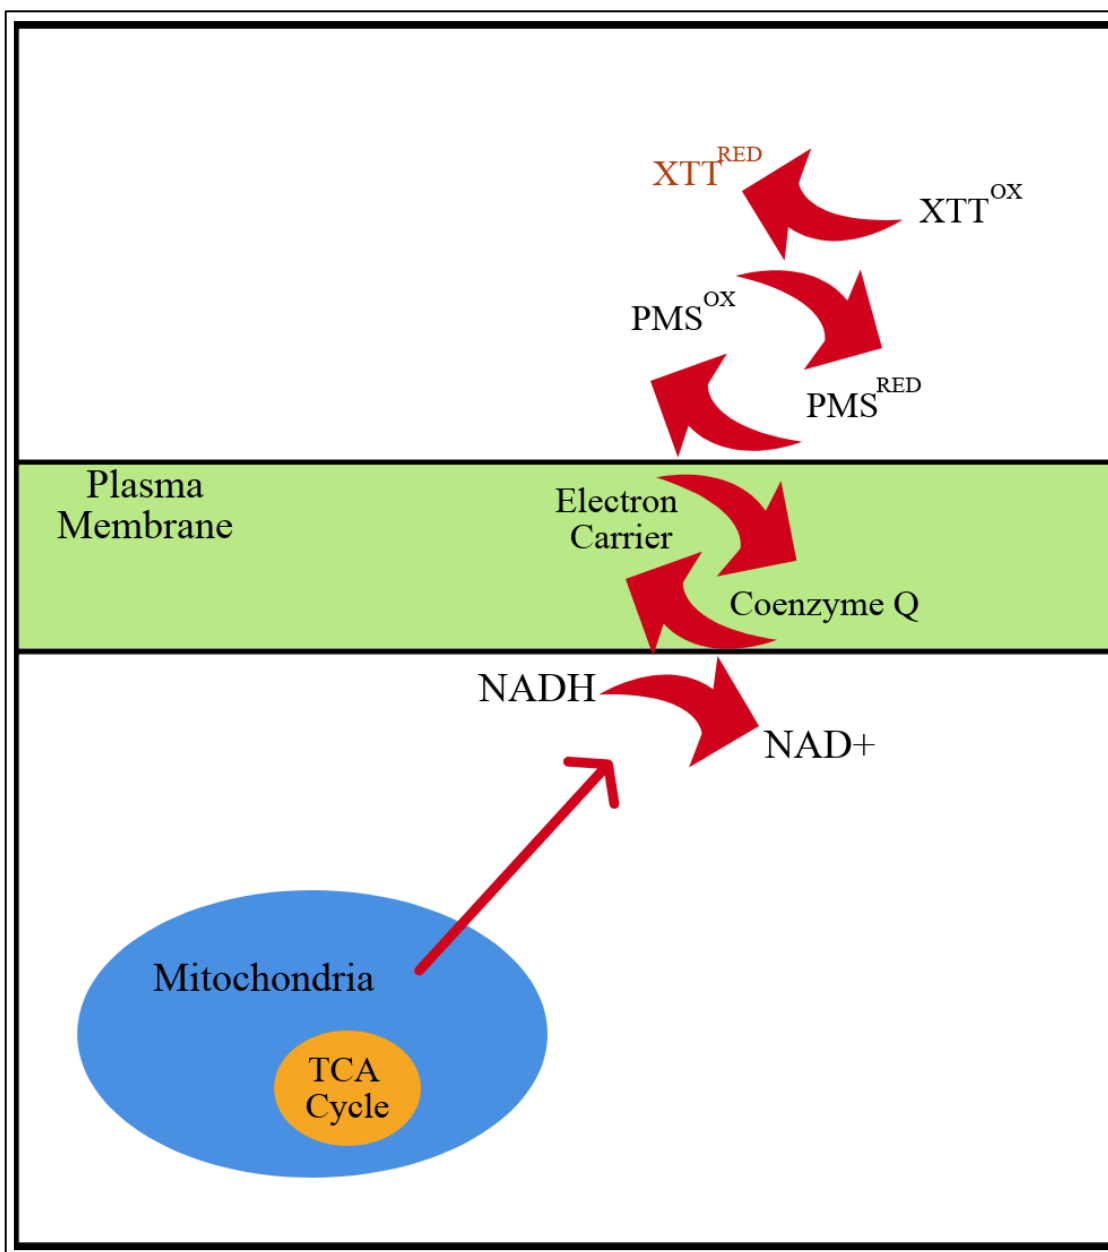 XTT^RED
XTT^OX
PMS^OX
PMS^RED
Plasma
Membrane
Electron
Carrier
Coenzyme Q
NADH
NAD+
Mitochondria
TCA
Cycle